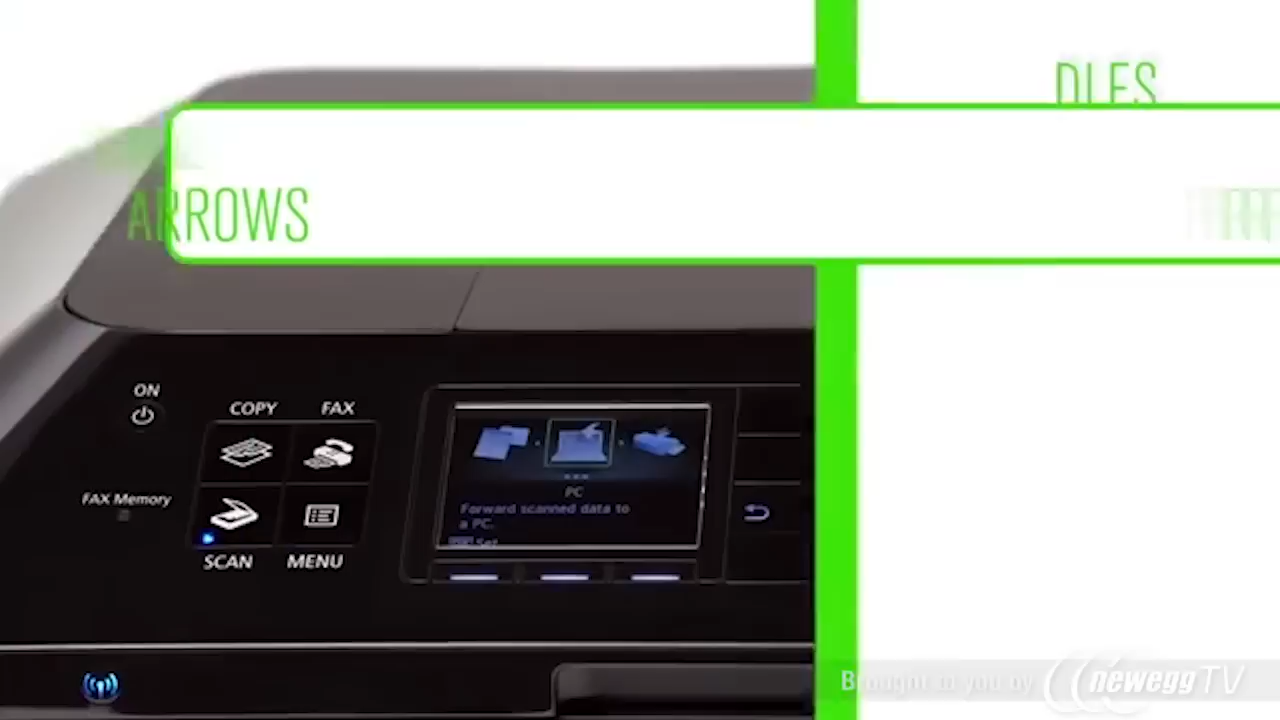 ARROWS
ON
COPY FAX
FAX Memory
SCAN MENU
PC
Forward scanned data to
a PC.
Set
Brought to you by newegg TV